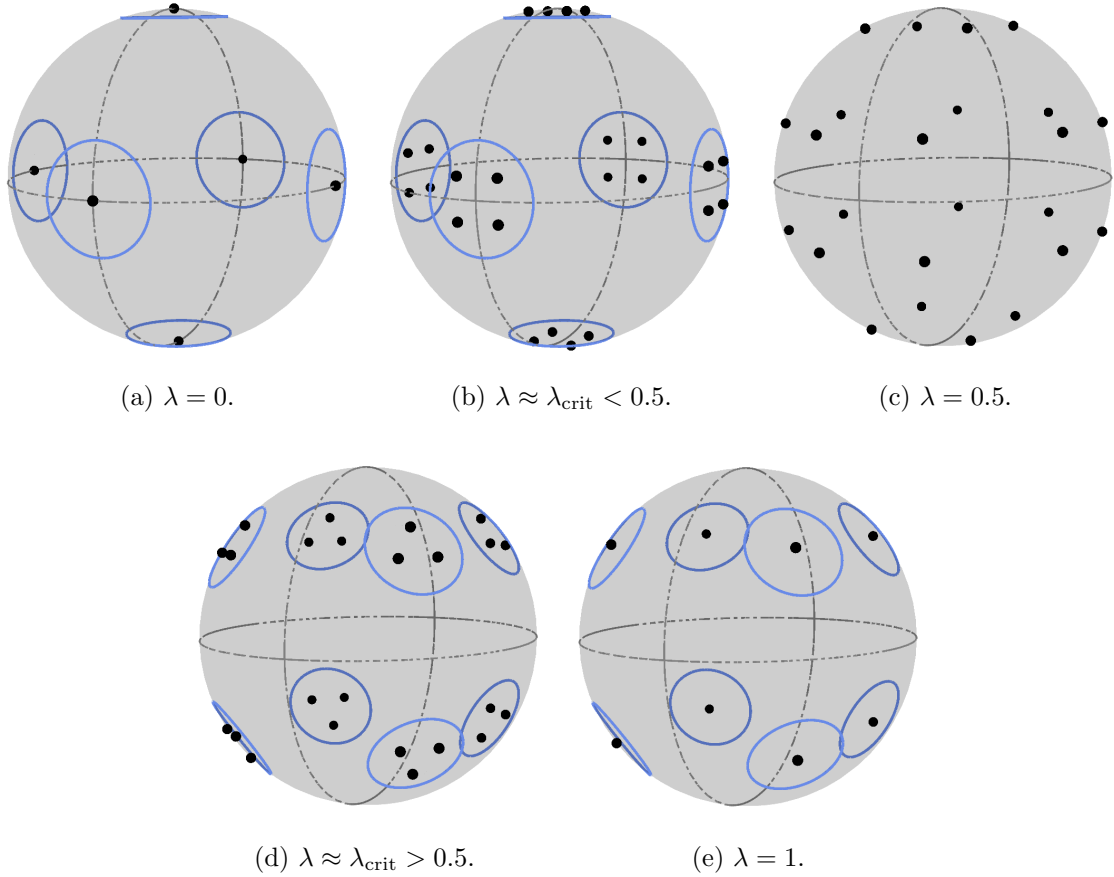 (a) λ = 0.
(b) λ ≈ λcrit < 0.5.
(c) λ = 0.5.
(d) λ ≈ λcrit > 0.5.
(e) λ = 1.